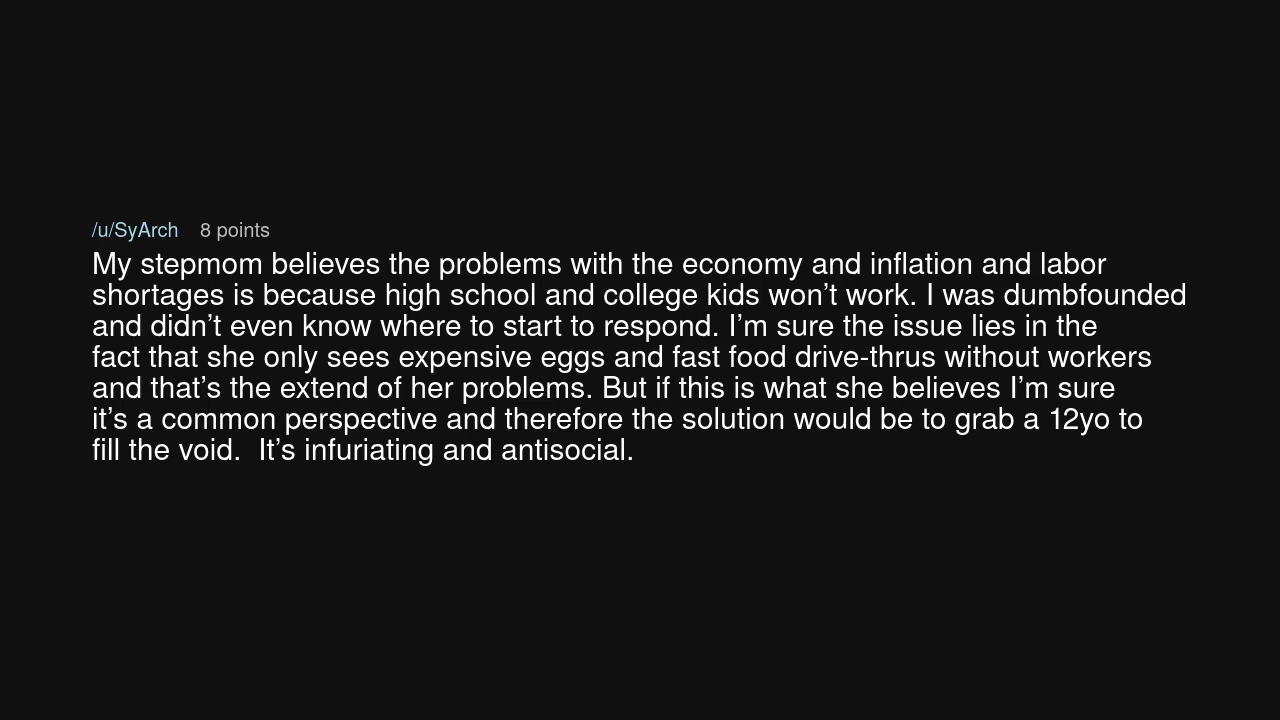 /u/SyArch 8 points
My stepmom believes the problems with the economy and inflation and labor
shortages is because high school and college kids won’t work. I was dumbfounded
and didn’t even know where to start to respond. I’m sure the issue lies in the
fact that she only sees expensive eggs and fast food drive-thrus without workers
and that’s the extend of her problems. But if this is what she believes I’m sure
it’s a common perspective and therefore the solution would be to grab a 12yo to
fill the void.  It’s infuriating and antisocial.